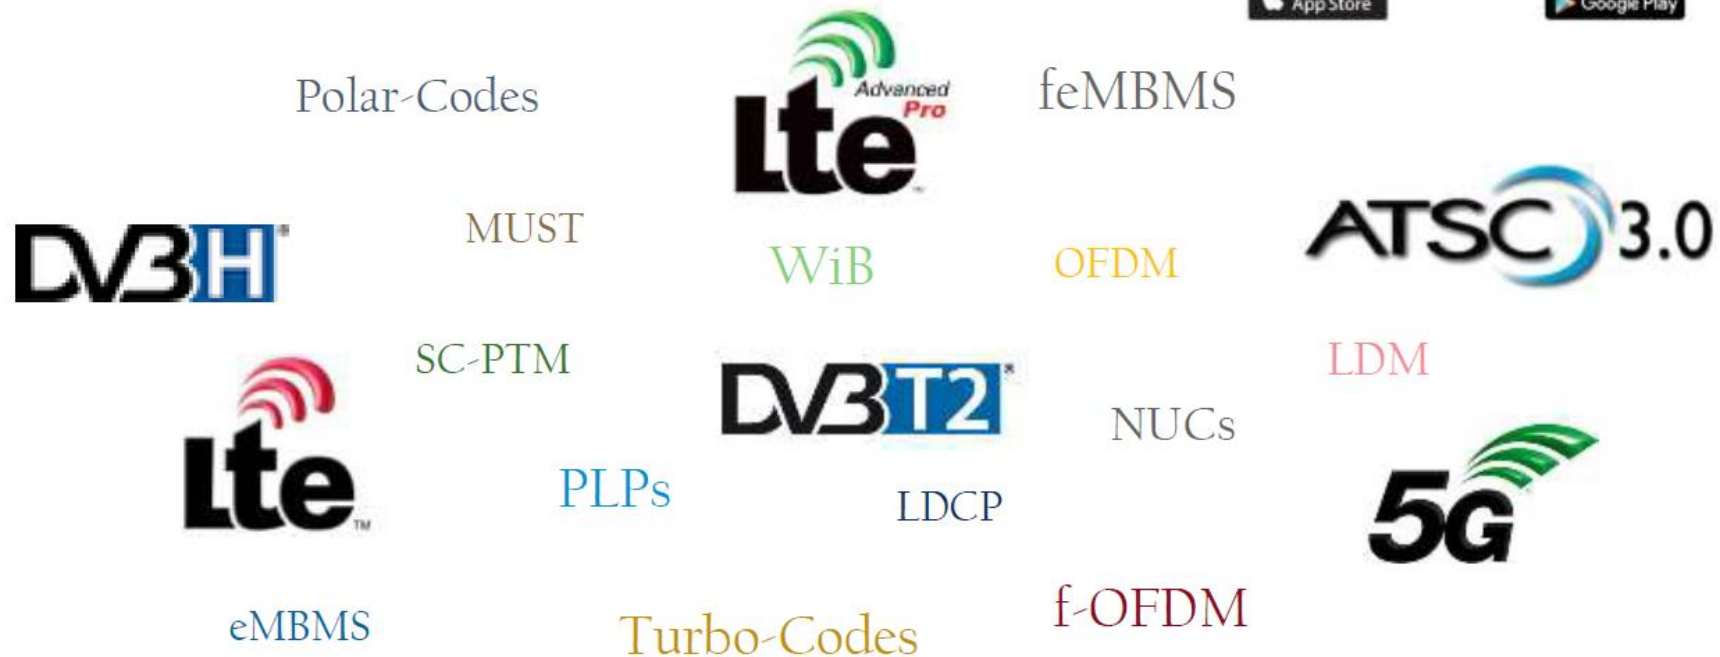 App Store
Google Play
Polar-Codes
Lte
Advanced
Pro
feMBMS
DVB H
MUST
WiB
OFDM
ATSC 3.0
SC-PTM
LDM
Lte
TM
DVB T2
NUCs
PLPs
LDCP
5G
eMBMS
Turbo-Codes
f-OFDM